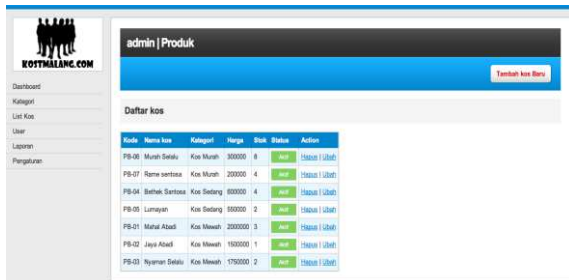 KOSTMALANG.COM
Dashboard
Kategori
List Kos
User
Laporan
Pengaturan
admin | Produk
Tambah kos Baru
Daftar kos
Kode Nama kos Kategori Harga Stok Status Action
PB-06 Murah Selalu Kos Murah 300000 6 Aktif Hapus | Ubah
PB-07 Rame sentosa Kos Murah 200000 4 Aktif Hapus | Ubah
PB-04 Bethek Santosa Kos Sedang 600000 4 Aktif Hapus | Ubah
PB-05 Lumayan Kos Sedang 550000 2 Aktif Hapus | Ubah
PB-01 Mahal Abadi Kos Mewah 2000000 3 Aktif Hapus | Ubah
PB-02 Jaya Abadi Kos Mewah 1500000 1 Aktif Hapus | Ubah
PB-03 Nyaman Selalu Kos Mewah 1750000 2 Aktif Hapus | Ubah